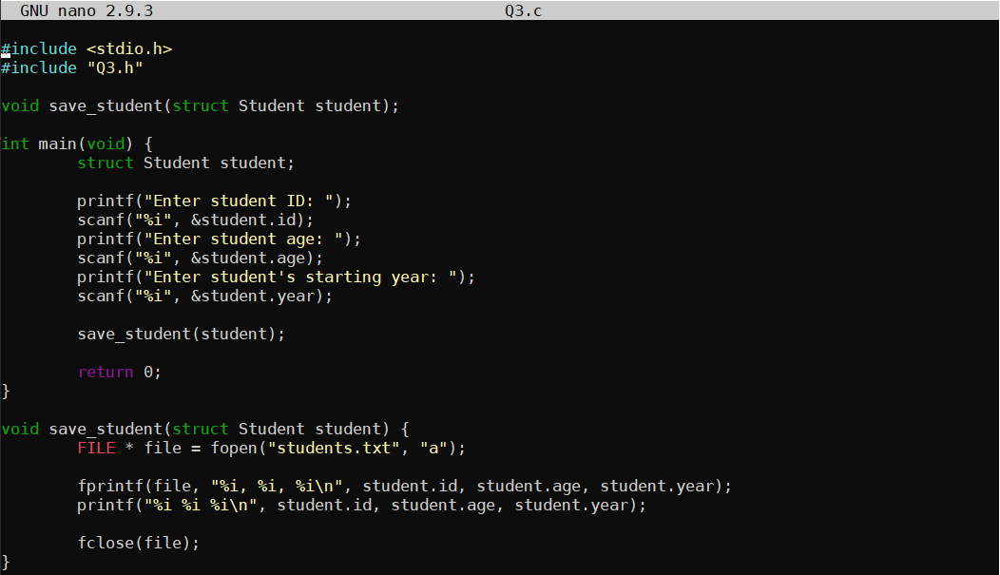 GNU nano 2.9.3 Q3.c
#include <stdio.h>
#include "Q3.h"
void save_student(struct Student student);
int main(void) {
struct Student student;
printf("Enter student ID: ");
scanf("%i", &student.id);
printf("Enter student age: ");
scanf("%i", &student.age);
printf("Enter student's starting year: ");
scanf("%i", &student.year);
save_student(student);
return 0;
}
void save_student(struct Student student) {
FILE * file = fopen("students.txt", "a");
fprintf(file, "%i, %i, %i\n", student.id, student.age, student.year);
printf("%i %i %i\n", student.id, student.age, student.year);
fclose(file);
}